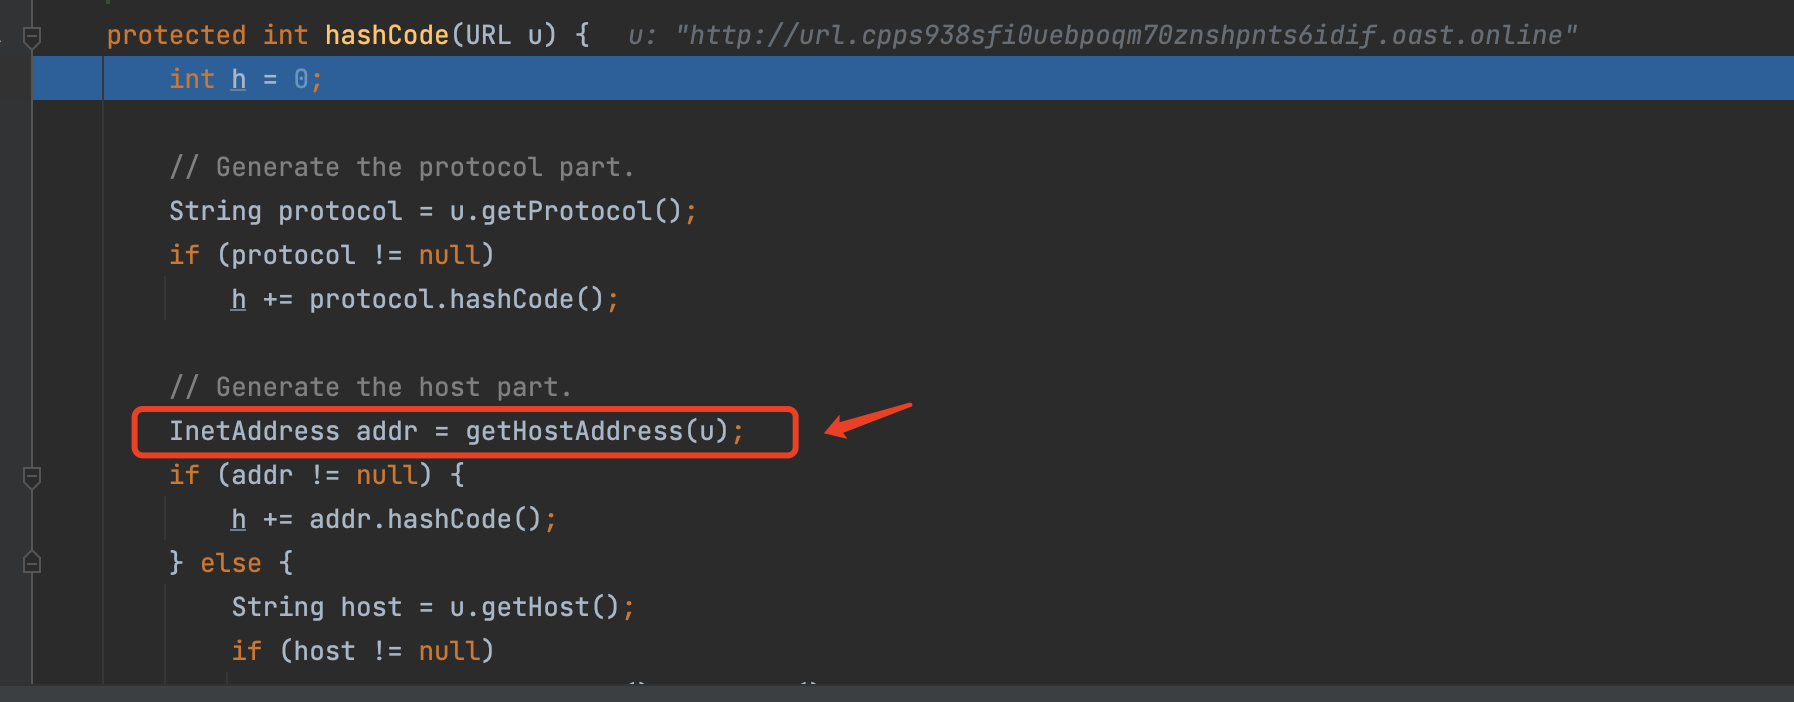 protected int hashCode(URL u) { u: "http://url.cpps938sfi0uebpoqm70znshpnts6idif.oast.online"
int h = 0;
// Generate the protocol part.
String protocol = u.getProtocol();
if (protocol != null)
h += protocol.hashCode();
// Generate the host part.
InetAddress addr = getHostAddress(u);
if (addr != null) {
h += addr.hashCode();
} else {
String host = u.getHost();
if (host != null)